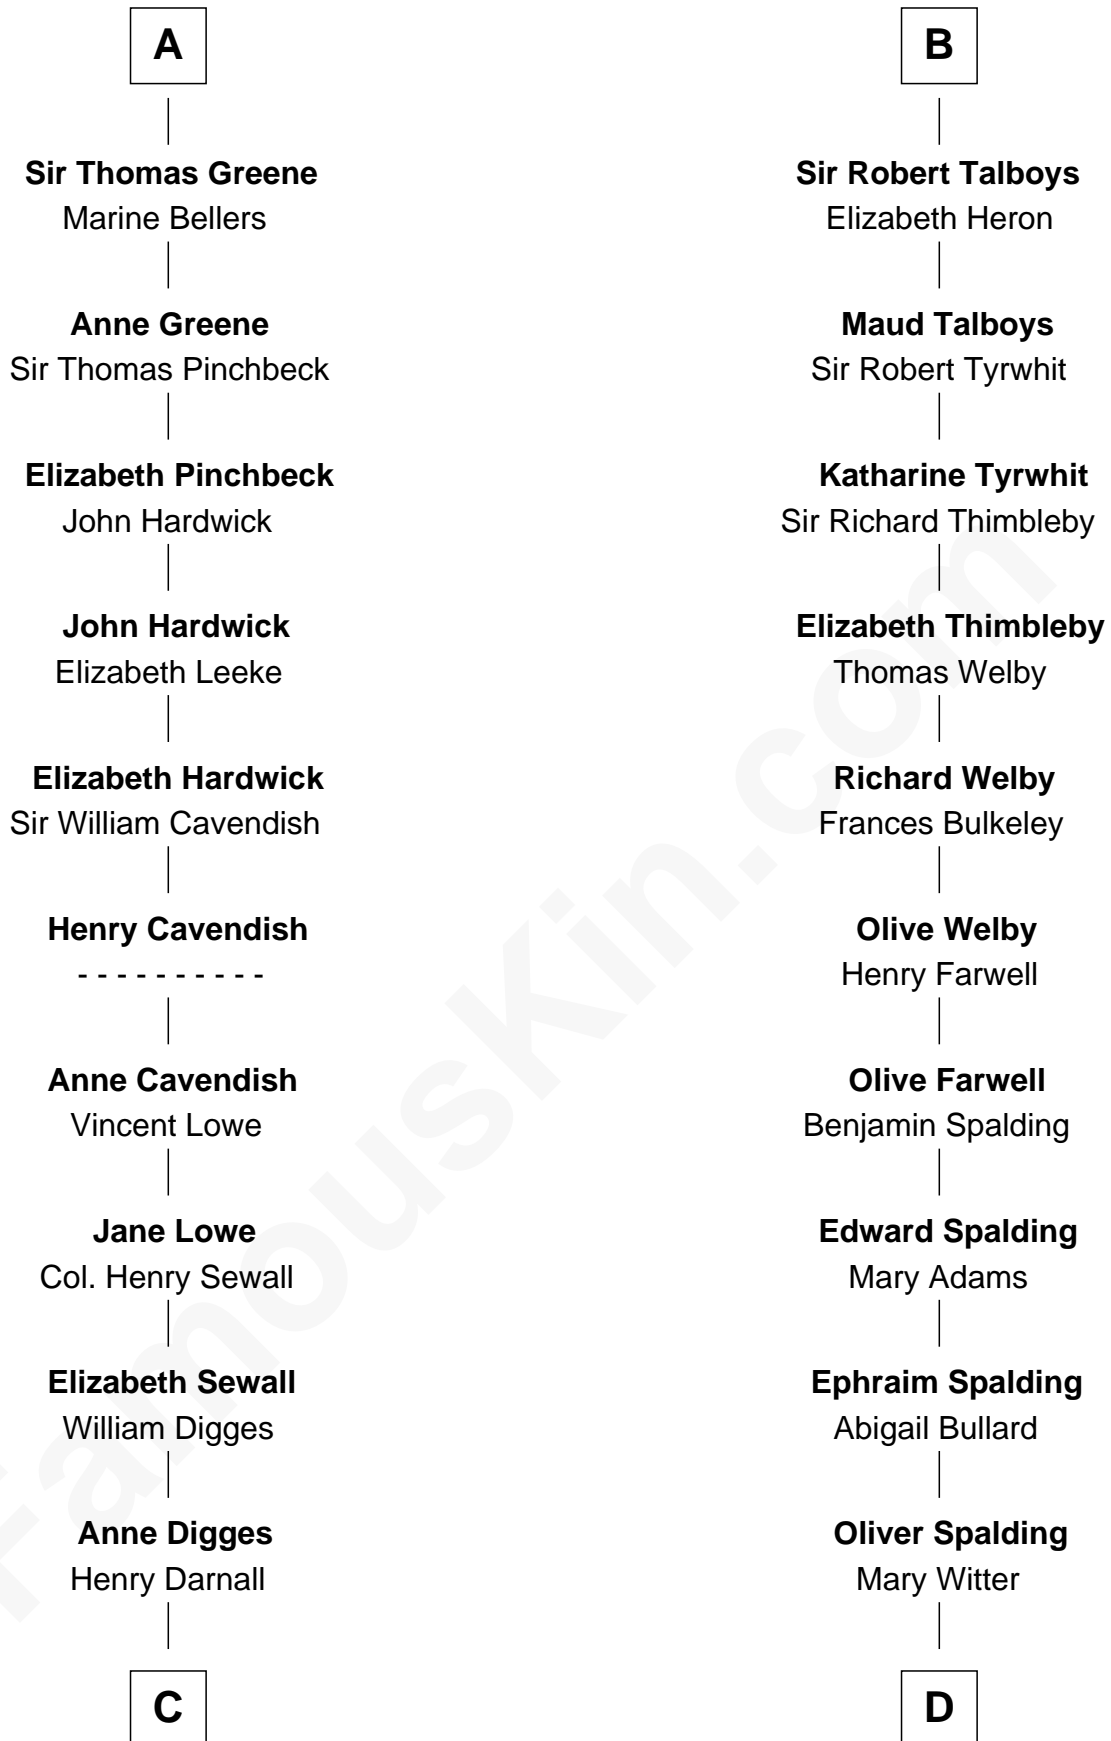 A
Sir Thomas Greene
Marine Bellers
Anne Greene
Sir Thomas Pinchbeck
Elizabeth Pinchbeck
John Hardwick
John Hardwick
Elizabeth Leeke
Elizabeth Hardwick
Sir William Cavendish
Henry Cavendish
- - - - - - - - - -
Anne Cavendish
Vincent Lowe
Jane Lowe
Col. Henry Sewall
Elizabeth Sewall
William Digges
Anne Digges
Henry Darnall
C
B
Sir Robert Talboys
Elizabeth Heron
Maud Talboys
Sir Robert Tyrwhit
Katharine Tyrwhit
Sir Richard Thimbleby
Elizabeth Thimbleby
Thomas Welby
Richard Welby
Frances Bulkeley
Olive Welby
Henry Farwell
Olive Farwell
Benjamin Spalding
Edward Spalding
Mary Adams
Ephraim Spalding
Abigail Bullard
Oliver Spalding
Mary Witter
D
FamousKin.com